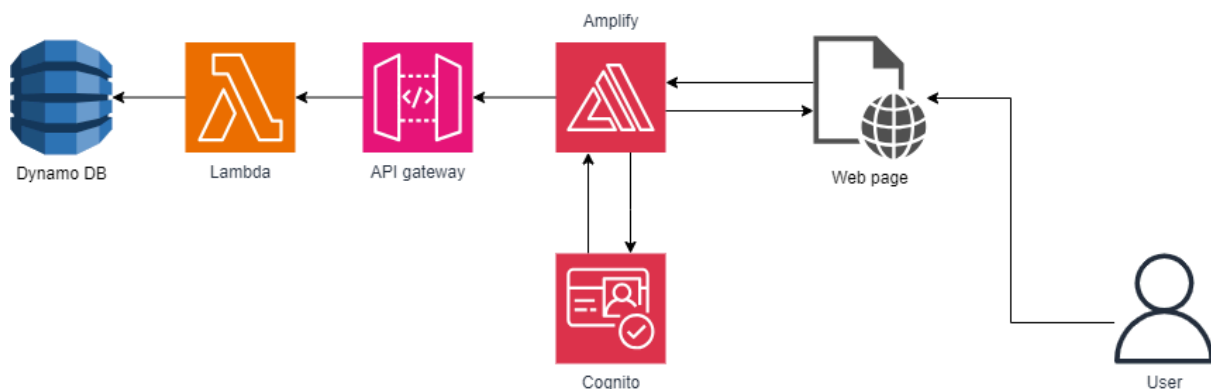 Amplify
</>
Dynamo DB
Lambda
API gateway
Web page
Cognito
User